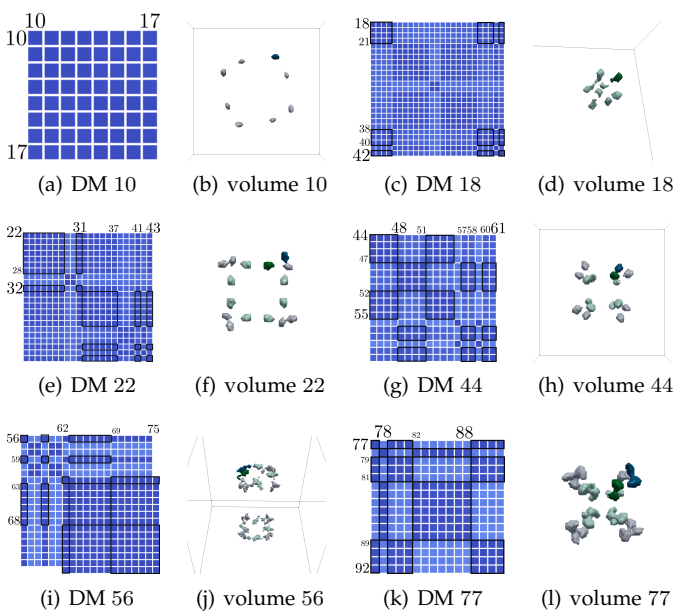 10 17
10
17
(a) DM 10
(b) volume 10
18
21
38
40
42
(c) DM 18
(d) volume 18
22 31 37 41 43
28
32
(e) DM 22
(f) volume 22
44 48 51 57 58 60 61
47
52
55
(g) DM 44
(h) volume 44
62 69 75
56
59
63
68
(i) DM 56
(j) volume 56
78 82 88
77
79
81
89
92
(k) DM 77
(l) volume 77